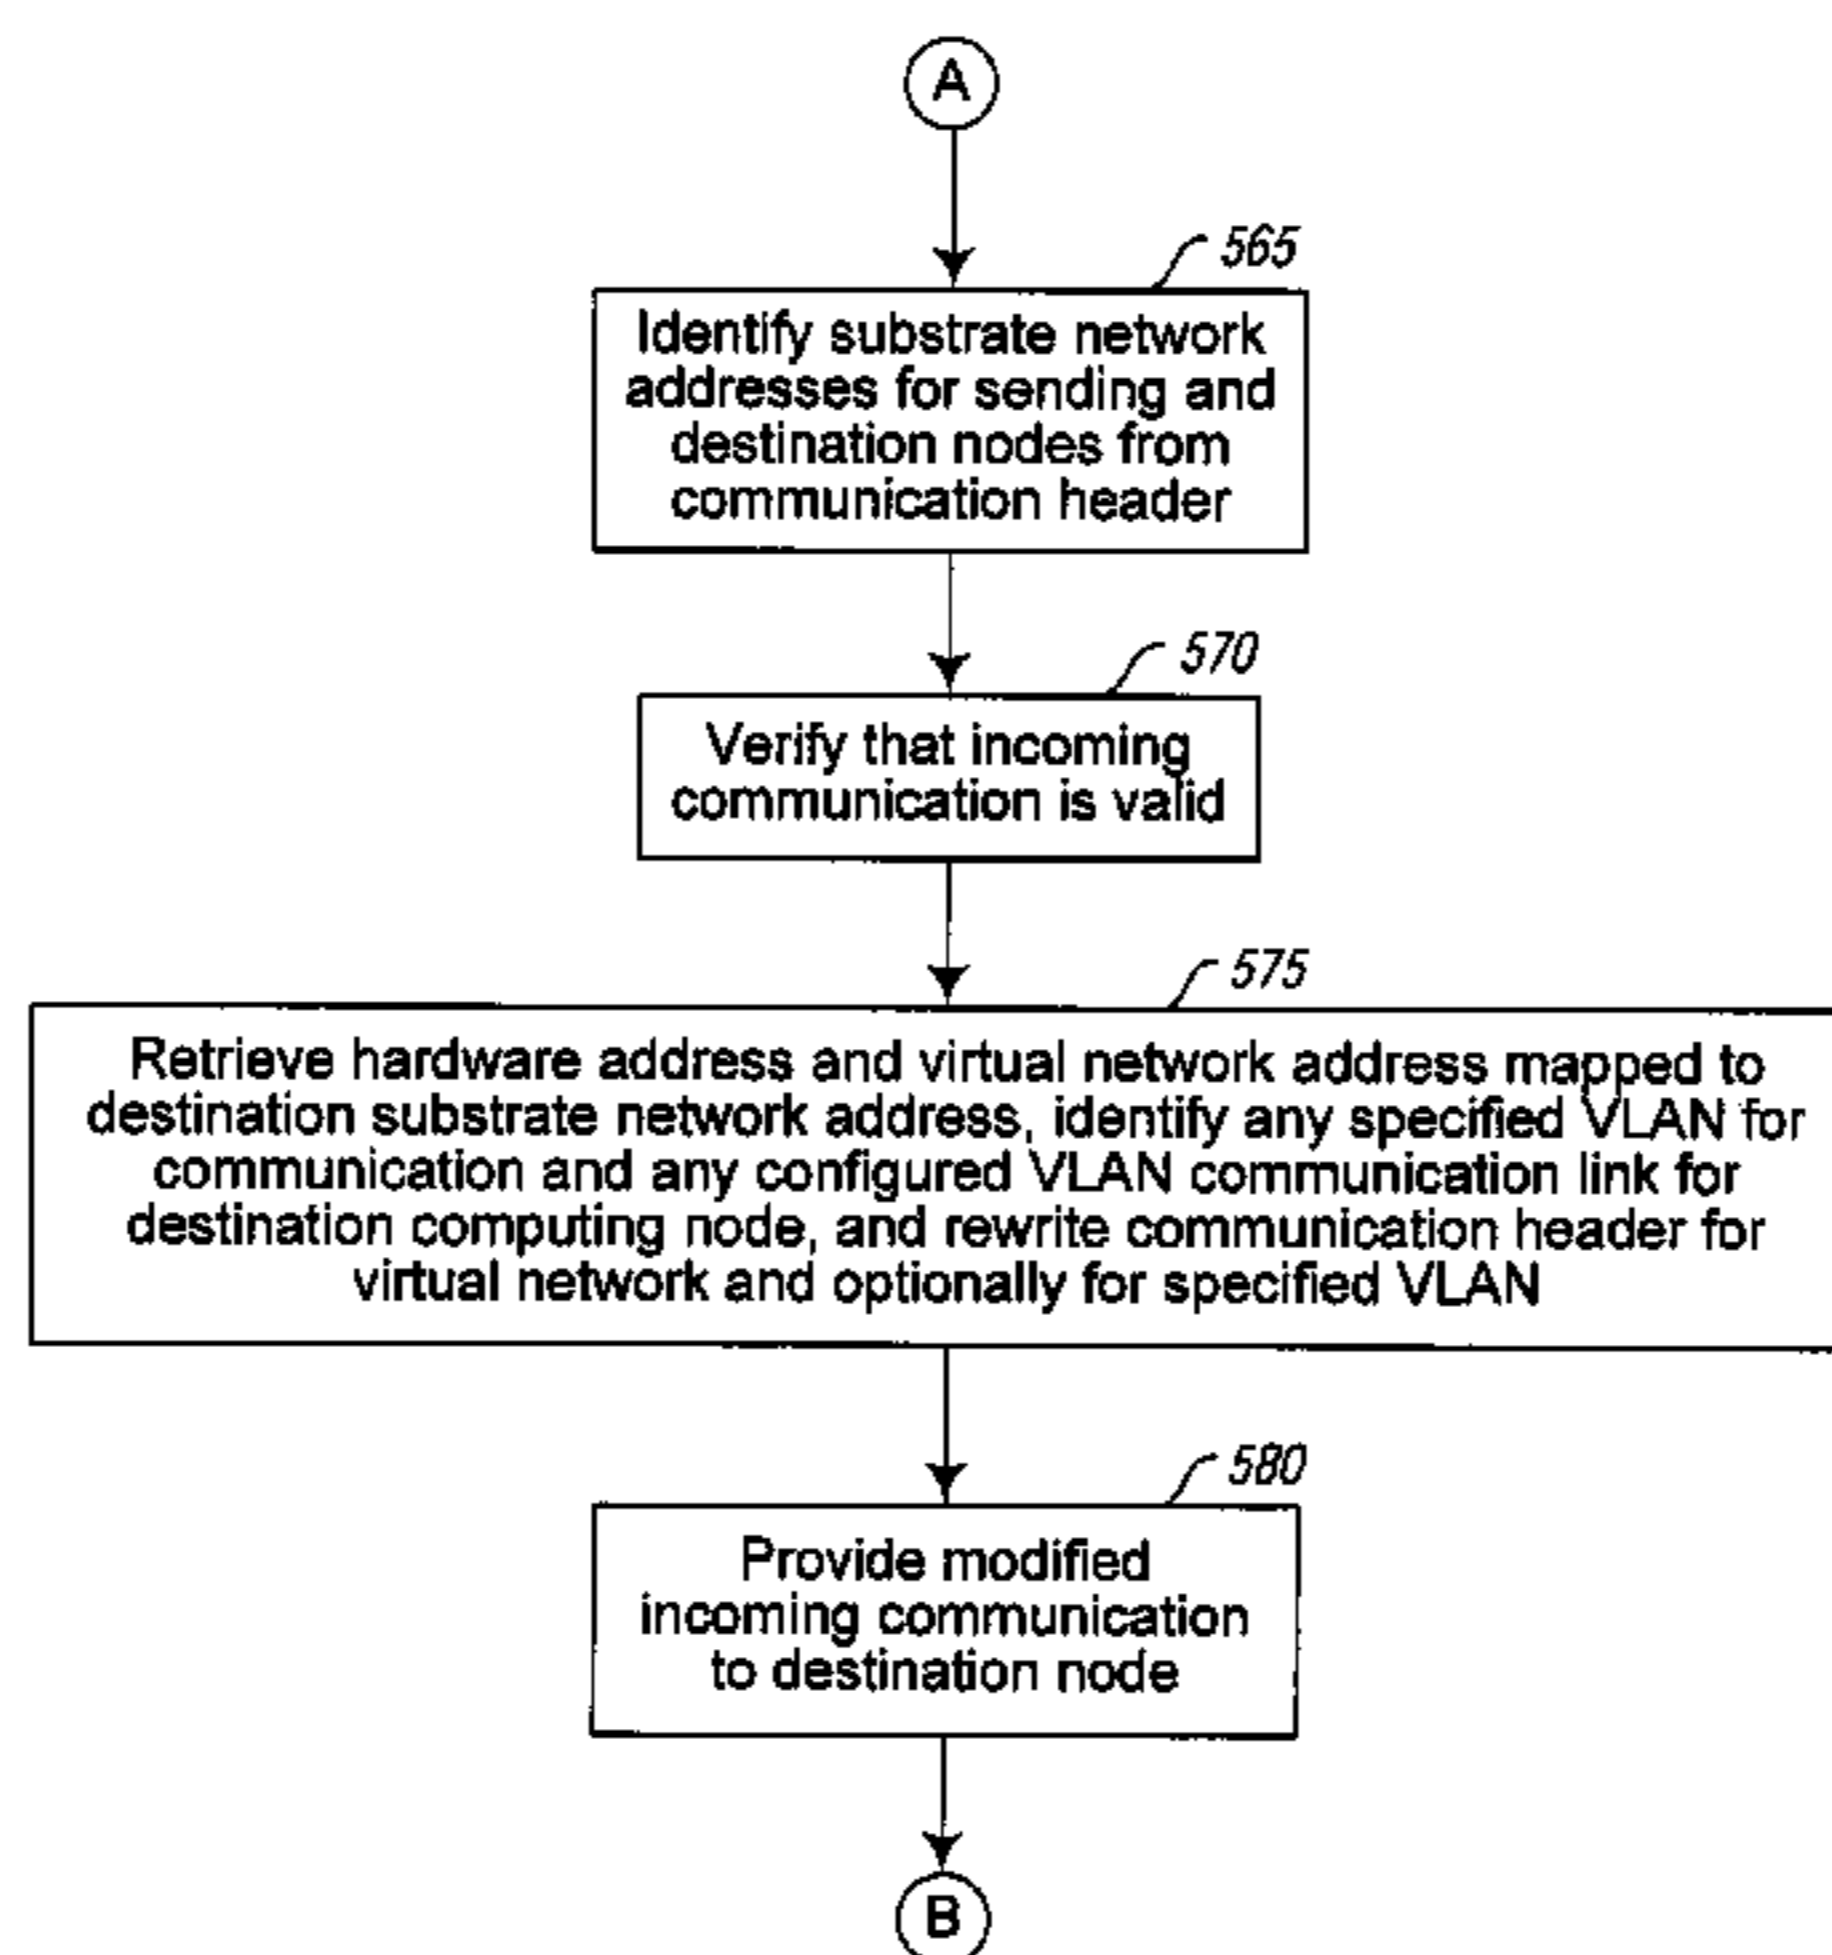 A
565
Identify substrate network
addresses for sending and
destination nodes from
communication header
570
Verify that incoming
communication is valid
575
Retrieve hardware address and virtual network address mapped to
destination substrate network address, identify any specified VLAN for
communication and any configured VLAN communication link for
destination computing node, and rewrite communication header for
virtual network and optionally for specified VLAN
580
Provide modified
incoming communication
to destination node
B